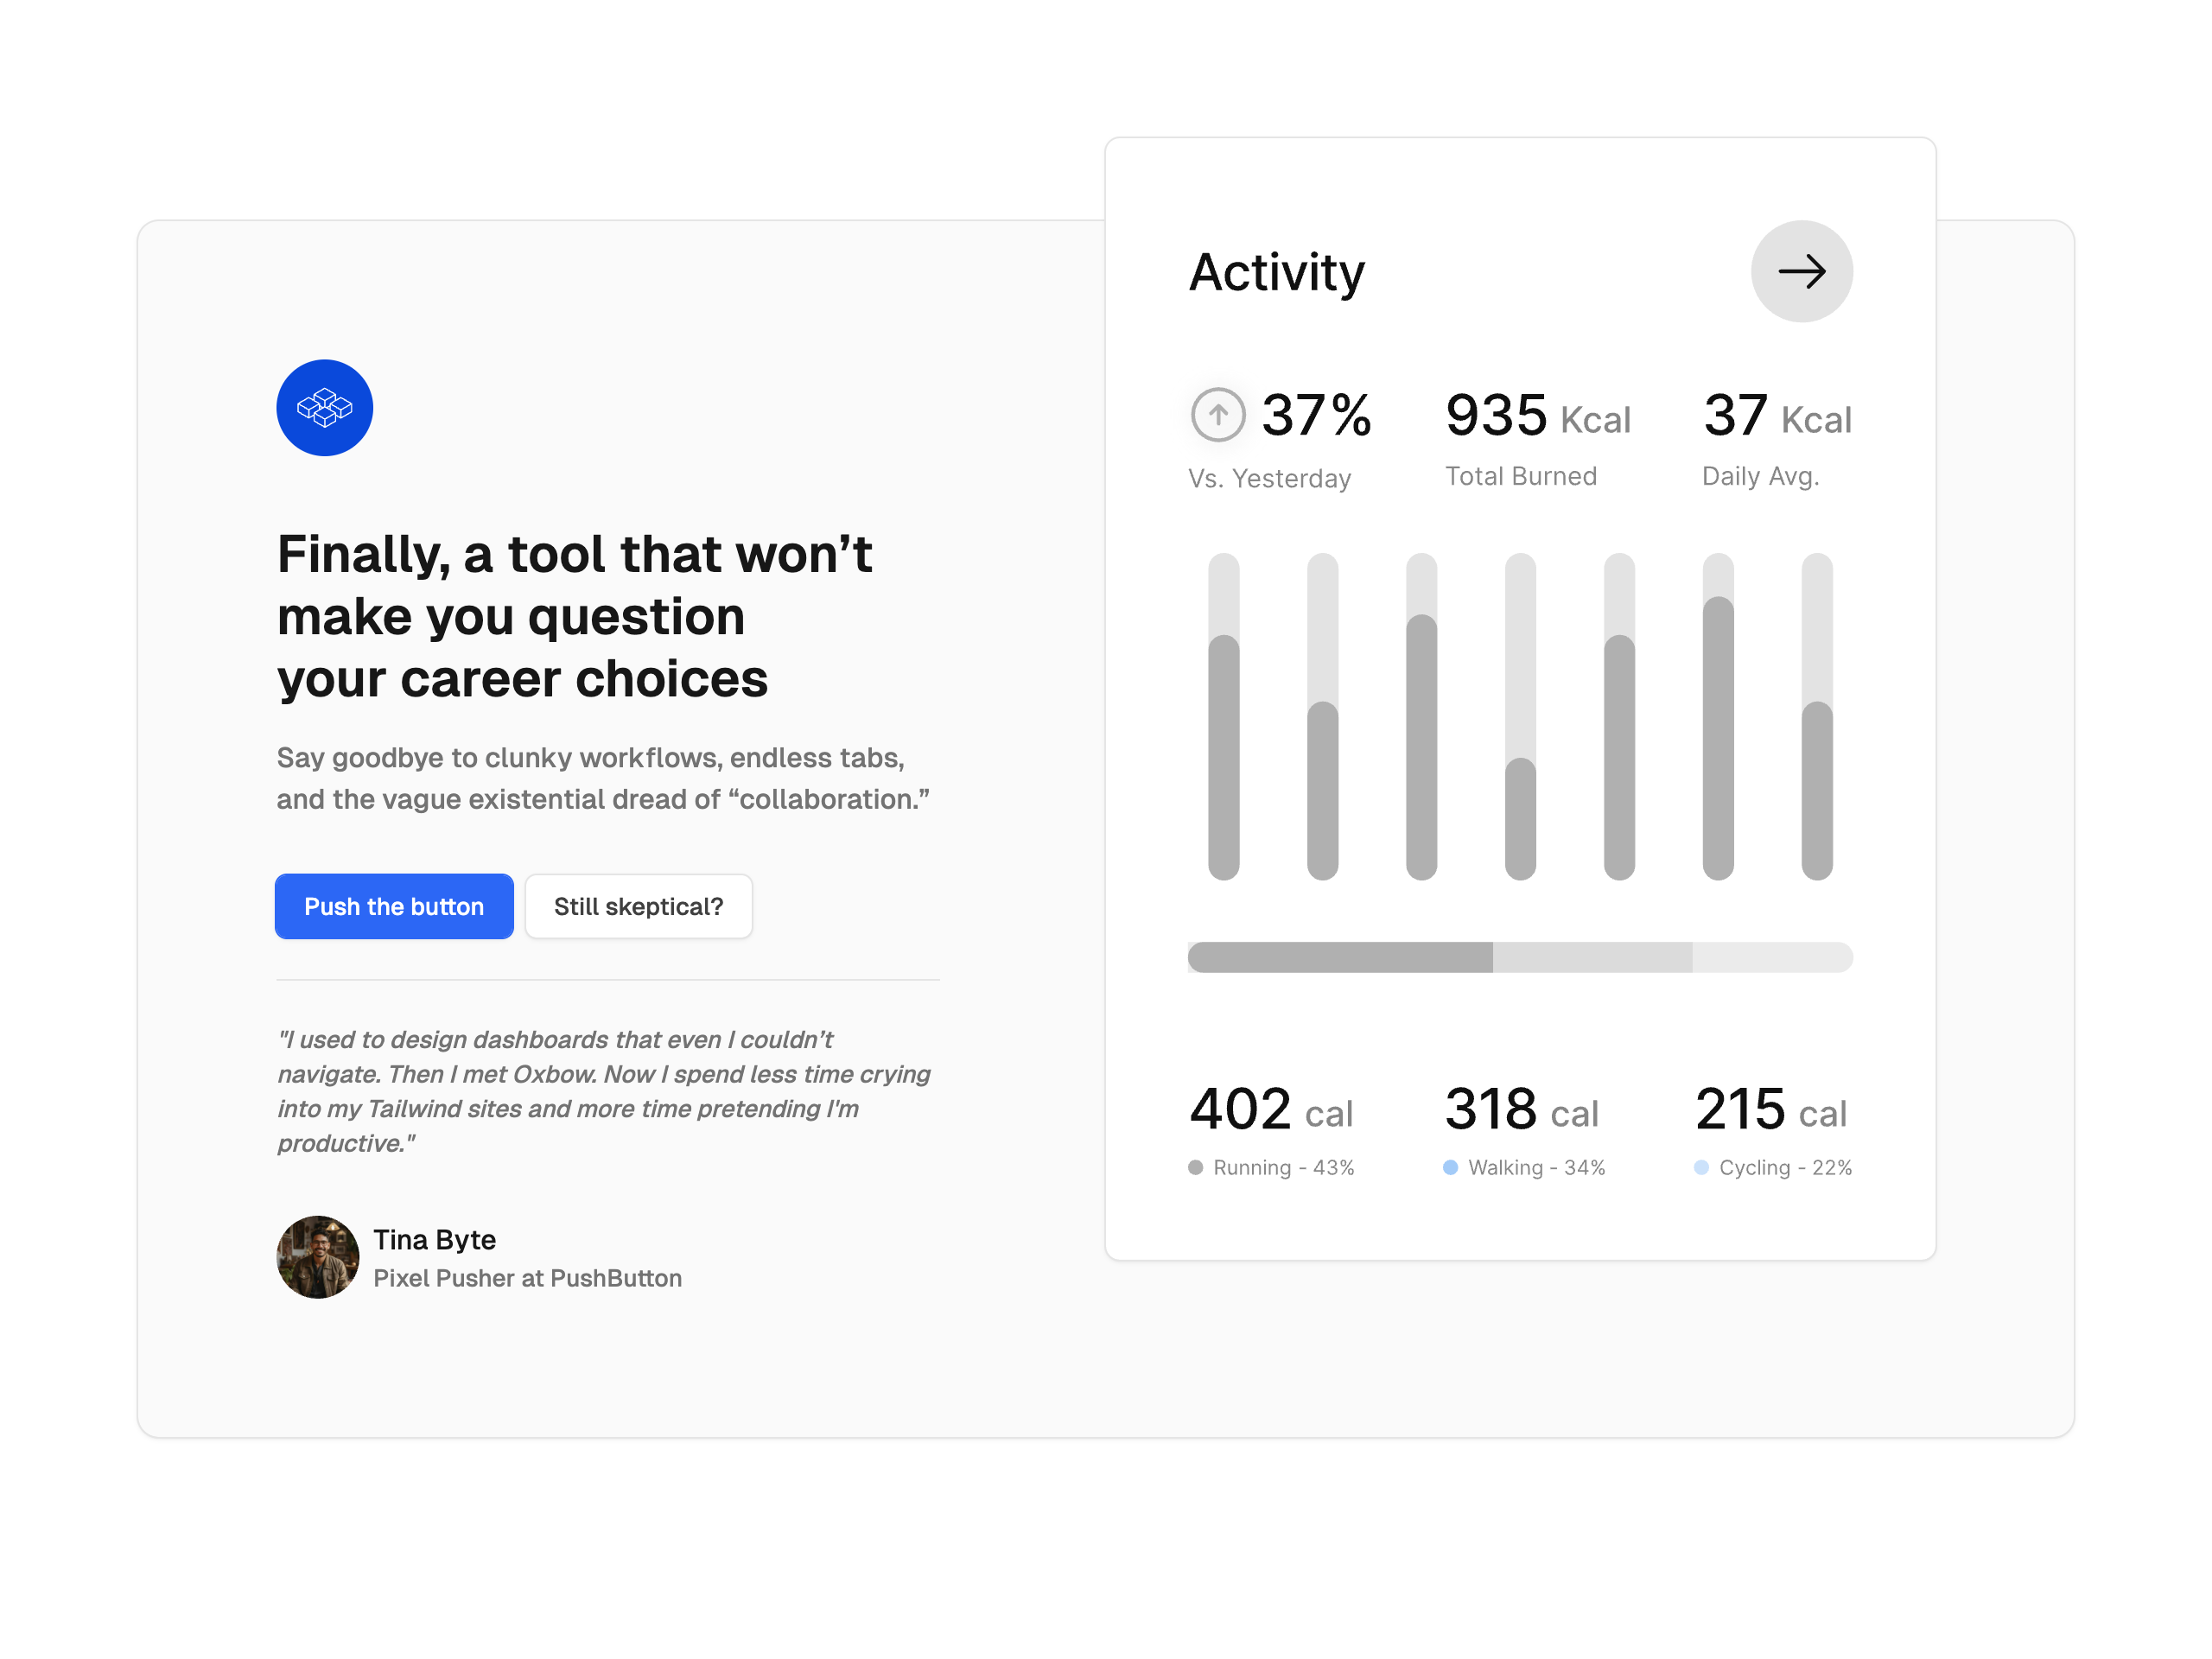 Finally, a tool that won’t
make you question
your career choices
Say goodbye to clunky workflows, endless tabs,
and the vague existential dread of “collaboration.”
Push the button
Still skeptical?
"I used to design dashboards that even I couldn’t
navigate. Then I met Oxbow. Now I spend less time crying
into my Tailwind sites and more time pretending I'm
productive."
Tina Byte
Pixel Pusher at PushButton
Activity
37%
Vs. Yesterday
935 Kcal
Total Burned
37 Kcal
Daily Avg.
402 cal
Running - 43%
318 cal
Walking - 34%
215 cal
Cycling - 22%